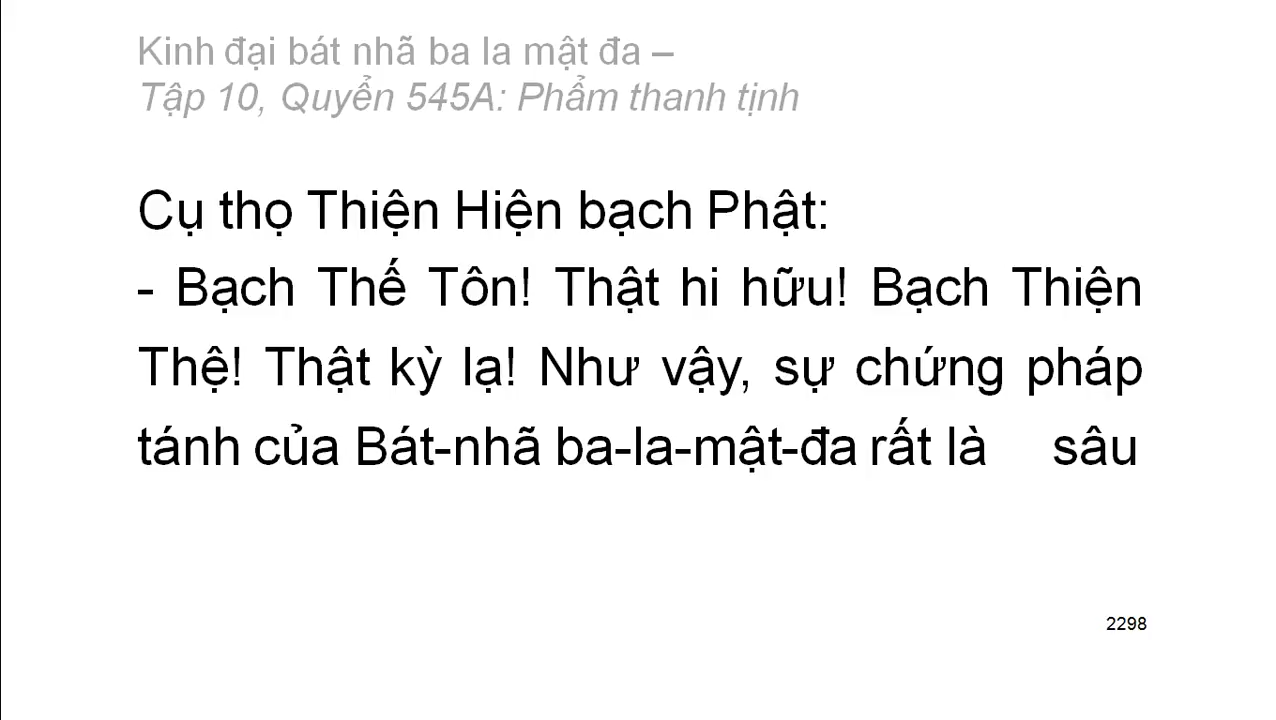 Kinh đại bát nhã ba la mật đa –
Tập 10, Quyển 545A: Phẩm thanh tịnh
Cụ thọ Thiện Hiện bạch Phật:
- Bạch Thế Tôn! Thật hi hữu! Bạch Thiện
Thệ! Thật kỳ lạ! Như vậy, sự chứng pháp
tánh của Bát-nhã ba-la-mật-đa rất là sâu
2298